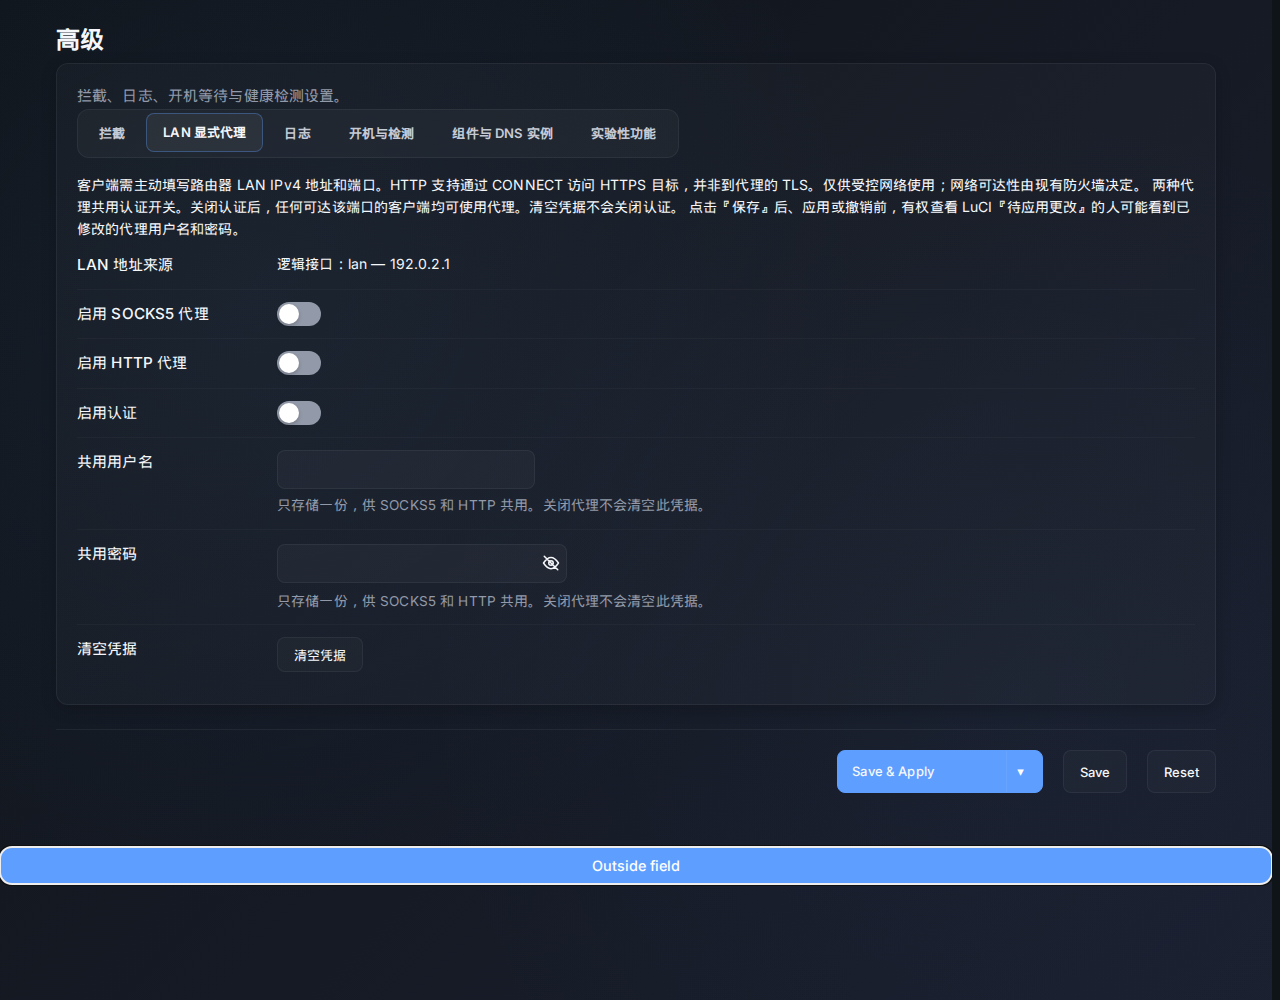 高级
拦截、日志、开机等待与健康检测设置。
拦截
LAN 显式代理
日志
开机与检测
组件与 DNS 实例
实验性功能
客户端需主动填写路由器 LAN IPv4 地址和端口。HTTP 支持通过 CONNECT 访问 HTTPS 目标，并非到代理的 TLS。仅供受控网络使用；网络可达性由现有防火墙决定。 两种代
理共用认证开关。关闭认证后，任何可达该端口的客户端均可使用代理。清空凭据不会关闭认证。 点击『保存』后、应用或撤销前，有权查看 LuCI『待应用更改』的人可能看到已
修改的代理用户名和密码。
LAN 地址来源
逻辑接口：lan — 192.0.2.1
启用 SOCKS5 代理
启用 HTTP 代理
启用认证
共用用户名
只存储一份，供 SOCKS5 和 HTTP 共用。关闭代理不会清空此凭据。
共用密码
只存储一份，供 SOCKS5 和 HTTP 共用。关闭代理不会清空此凭据。
清空凭据
清空凭据
Save & Apply
▼
Save
Reset
Outside field